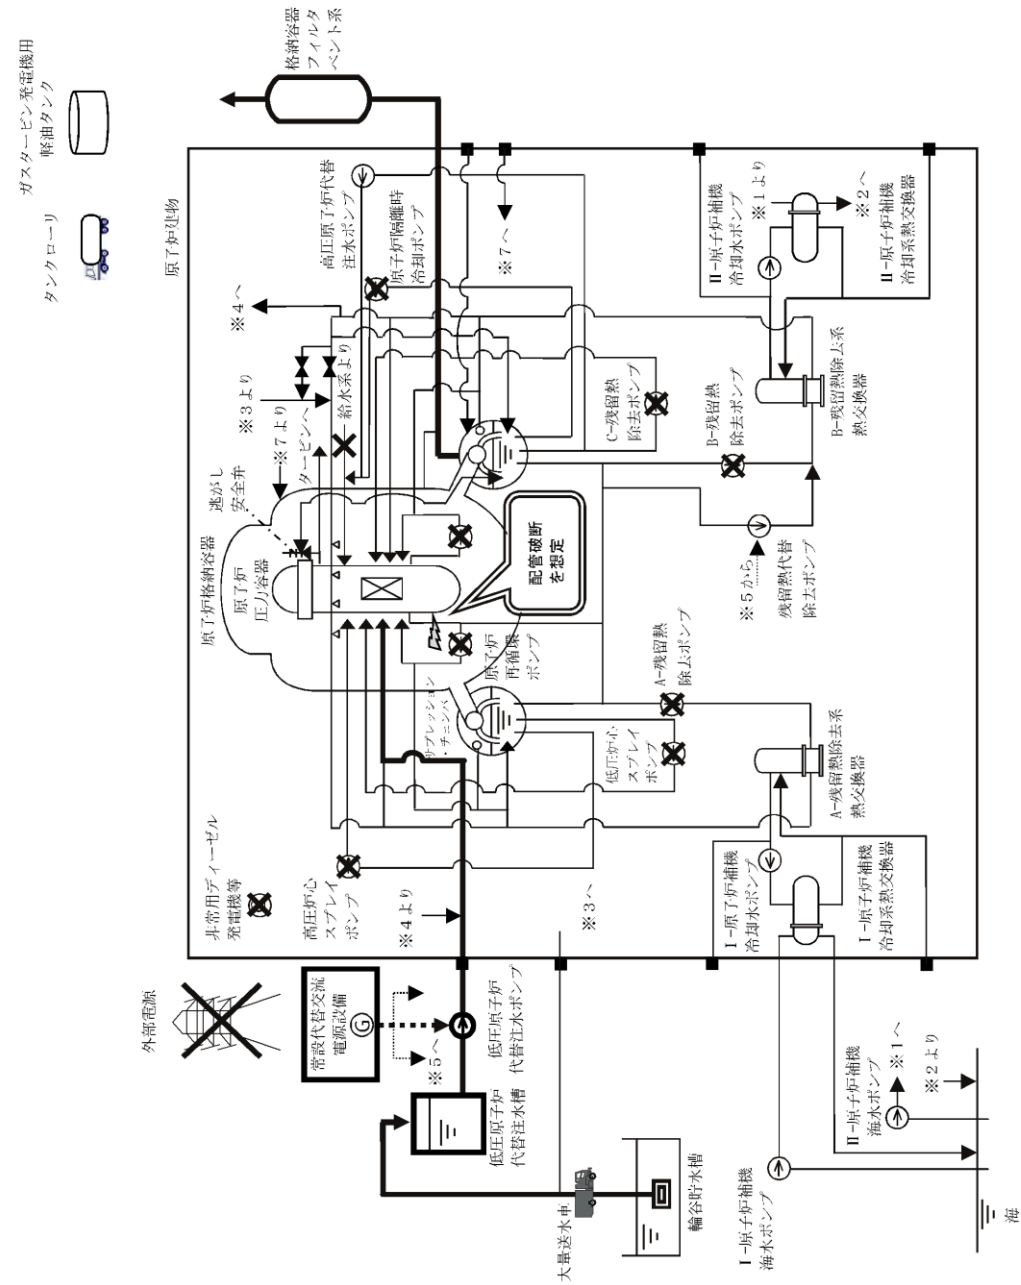 ガスタービン発電機用
軽油タンク
タンクローリ
格納容器
フィルタ
ベント系
原子炉建物
高圧原子炉代替
注水ポンプ
原子炉隔離時
冷却ポンプ
※7へ
Ⅱ-原子炉補機
冷却水ポンプ
※1より
※2へ
Ⅱ-原子炉補機
冷却系熱交換器
※4へ
※3より
給水系より
※7より
タービンへ
逃がし
安全弁
C-残留熱
除去ポンプ
B-残留熱
除去ポンプ
B-残留熱除去系
熱交換器
原子炉格納容器
原子炉
圧力容器
配管破断
を想定
※5から
残留熱代替
除去ポンプ
原子炉
再循環
ポンプ
サプレッション
・チェンバ
A-残留熱
除去ポンプ
低圧炉心
スプレイ
ポンプ
A-残留熱除去系
熱交換器
非常用ディーゼル
発電機等
高圧炉心
スプレイ
ポンプ
※4より
※3へ
Ⅰ-原子炉補機
冷却水ポンプ
Ⅰ-原子炉補機
冷却系熱交換器
外部電源
常設代替交流
電源設備
G
※5へ
低圧原子炉
代替注水ポンプ
低圧原子炉
代替注水槽
大量送水車
輪谷貯水槽
Ⅰ-原子炉補機
海水ポンプ
Ⅱ-原子炉補機
海水ポンプ
※1へ
※2より
海